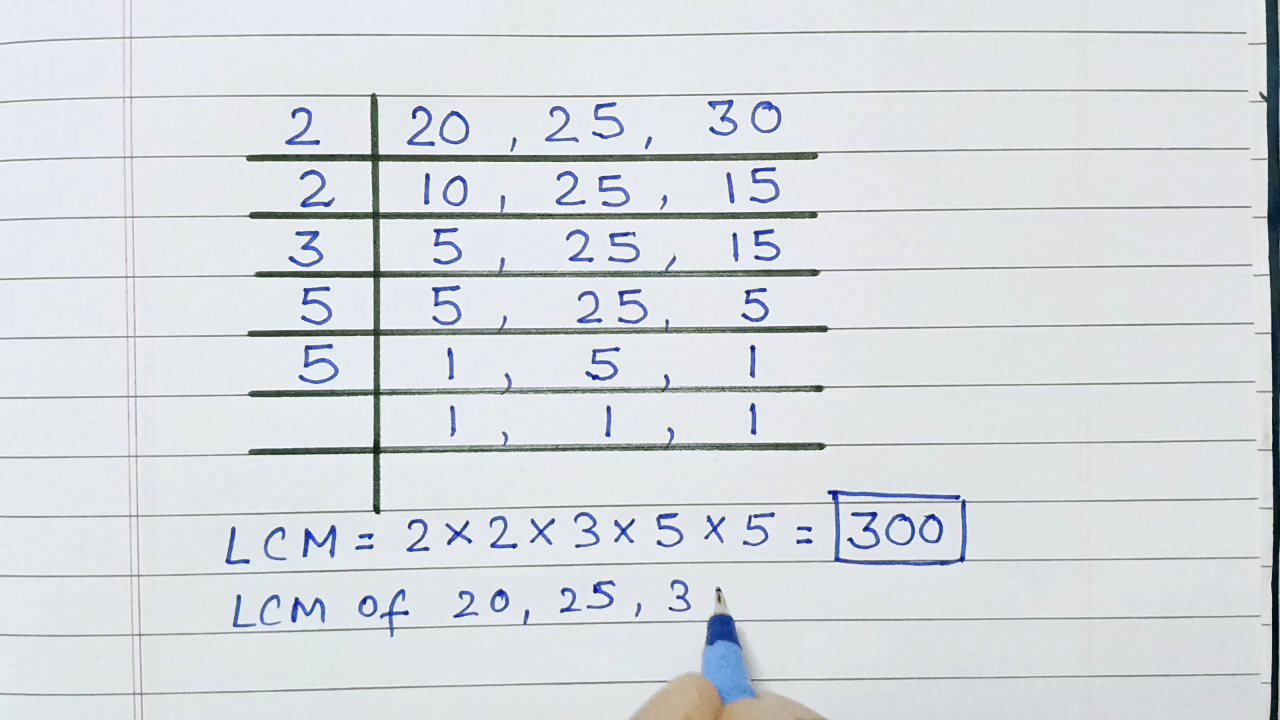 2 20 , 25 , 30
2 10 , 25 , 15
3 5 , 25 , 15
5 5 , 25 , 5
5 1 , 5 , 1
1 , 1 , 1
LCM = 2 × 2 × 3 × 5 × 5 = 300
LCM of 20, 25, 3